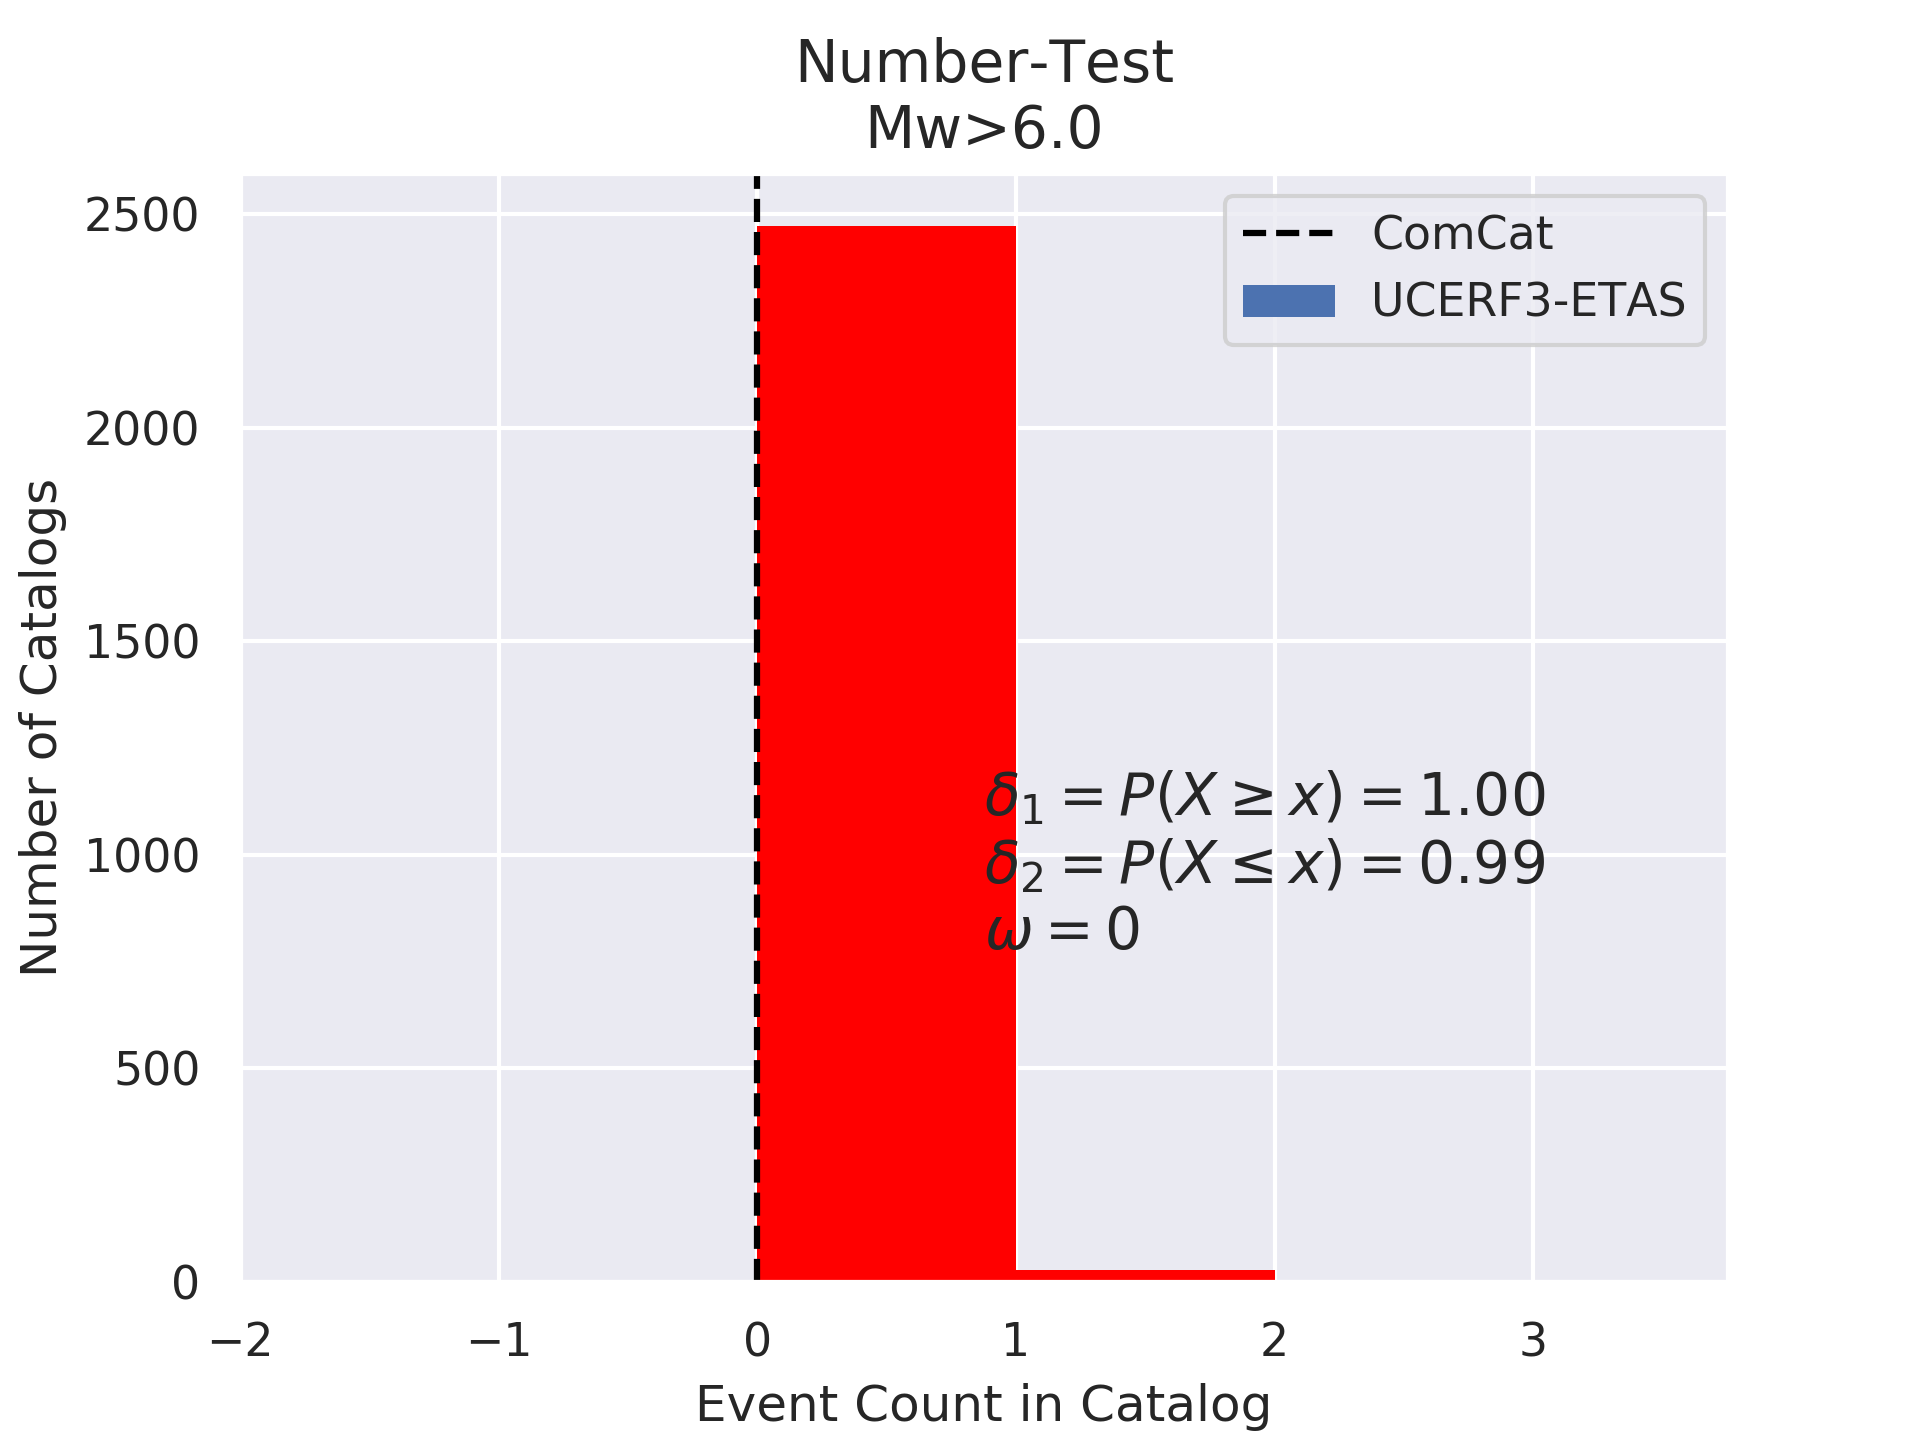 Number-Test
Mw>6.0
ComCat
UCERF3-ETAS
2500
2000
1500
1000
500
0
Number of Catalogs
δ₁ = P(X ≥ x) = 1.00
δ₂ = P(X ≤ x) = 0.99
ω = 0
−2 −1 0 1 2 3
Event Count in Catalog